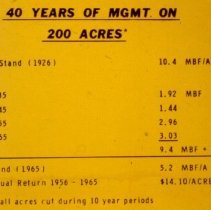 40 YEARS OF MGMT. ON
200 ACRES*
Stand (1926) 10.4 MBF/A
35 1.92 MBF
45 1.44
55 2.96
65 3.03
9.4 MBF +
nd (1965) 5.2 MBF/A
ual Return 1956 - 1965 $14.10/ACRE
all acres cut during 10 year periods